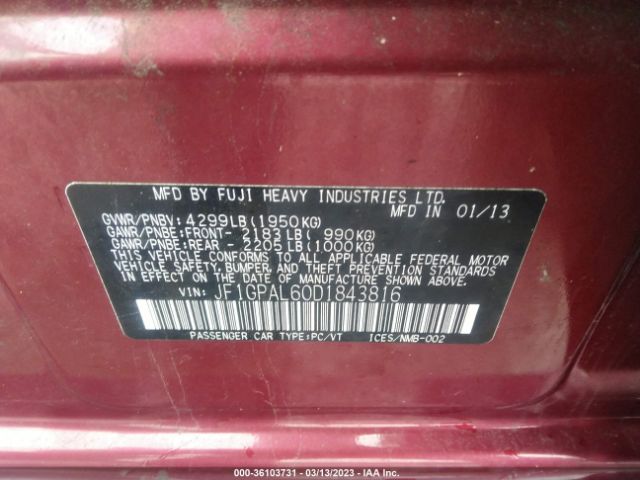 MFD BY FUJI HEAVY INDUSTRIES LTD.
MFD IN 01/13
GVWR/PNBV: 4299LB(1950KG)
GAWR/PNBE:FRONT- 2183LB( 990KG)
GAWR/PNBE:REAR - 2205LB(1000KG)
THIS VEHICLE CONFORMS TO ALL APPLICABLE FEDERAL MOTOR
VEHICLE SAFETY, BUMPER, AND THEFT PREVENTION STANDARDS
IN EFFECT ON THE DATE OF MANUFACTURE SHOWN ABOVE.
VIN: JF1GPAL60D1843816
PASSENGER CAR TYPE:PC/VT ICES/NMB-002
000-36103731 - 03/13/2023 - IAA Inc.